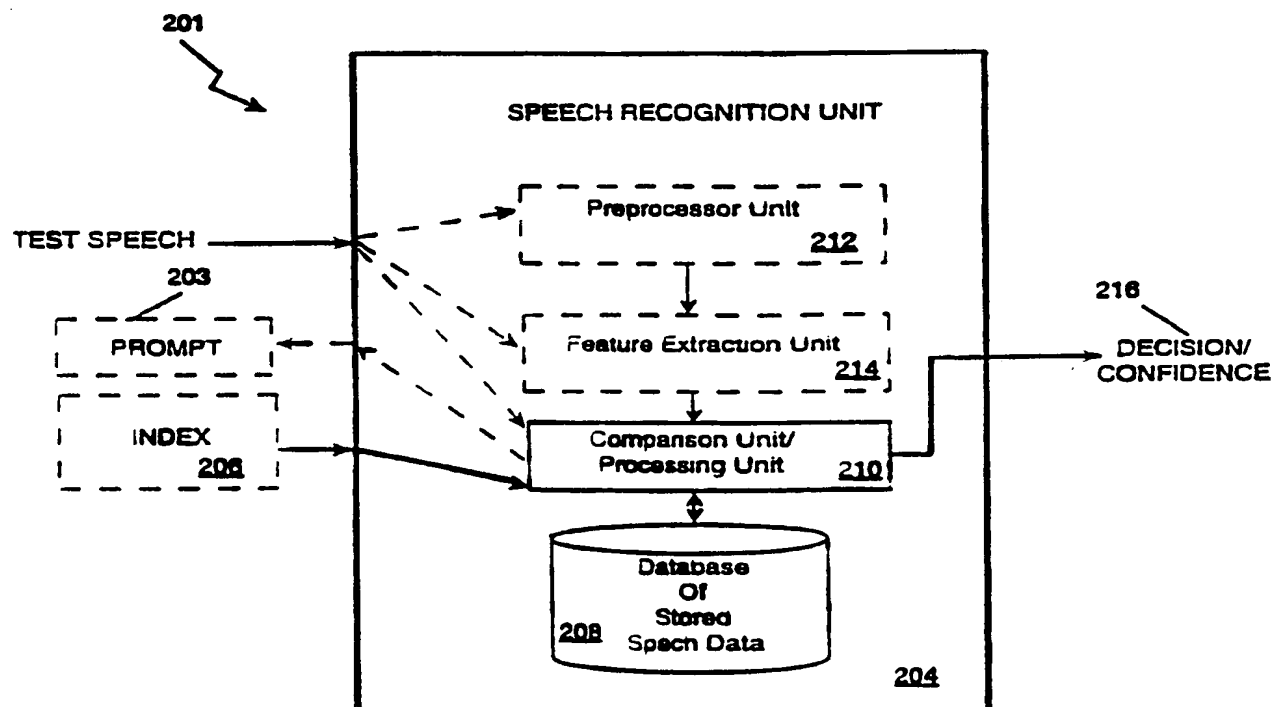 201
SPEECH RECOGNITION UNIT
Preprocessor Unit
212
TEST SPEECH
203
PROMPT
Feature Extraction Unit
214
216
DECISION/
CONFIDENCE
INDEX
206
Comparison Unit/
Processing Unit
210
Database
Of
Stored
Spech Data
208
204